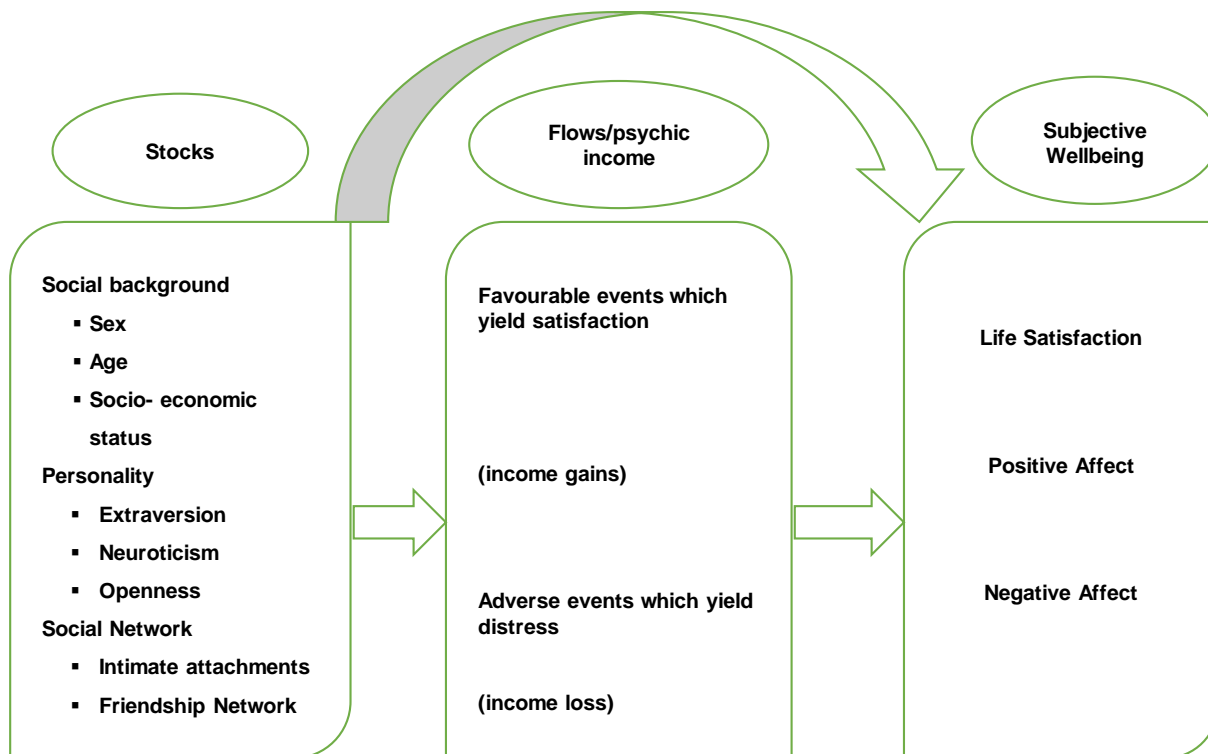 Stocks
Flows/psychic
income
Subjective
Wellbeing
Social background
▪ Sex
▪ Age
▪ Socio- economic
status
Personality
▪ Extraversion
▪ Neuroticism
▪ Openness
Social Network
▪ Intimate attachments
▪ Friendship Network
Favourable events which
yield satisfaction
(income gains)
Adverse events which yield
distress
(income loss)
Life Satisfaction
Positive Affect
Negative Affect